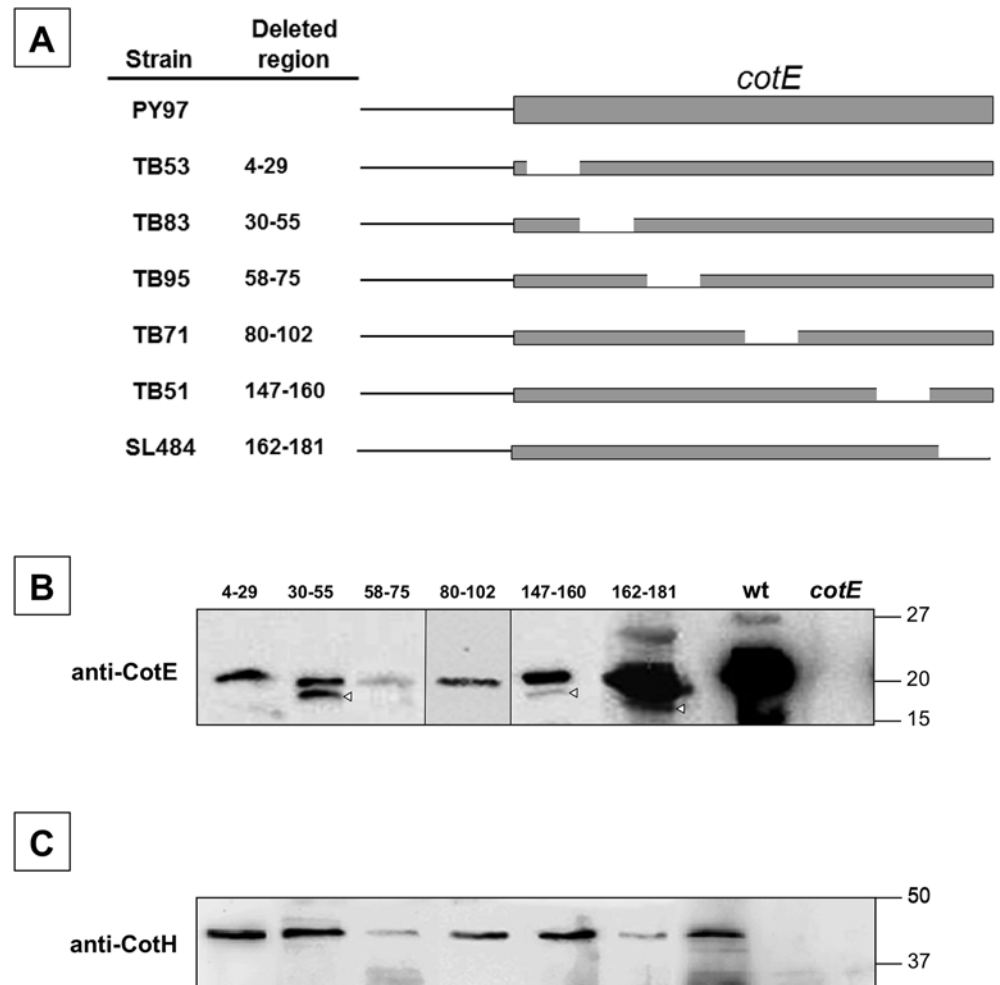 A
Strain Deleted region
cotE
PY97
TB53 4-29
TB83 30-55
TB95 58-75
TB71 80-102
TB51 147-160
SL484 162-181
B
4-29 30-55 58-75 80-102 147-160 162-181 wt cotE
27
anti-CotE
20
15
C
50
anti-CotH
37